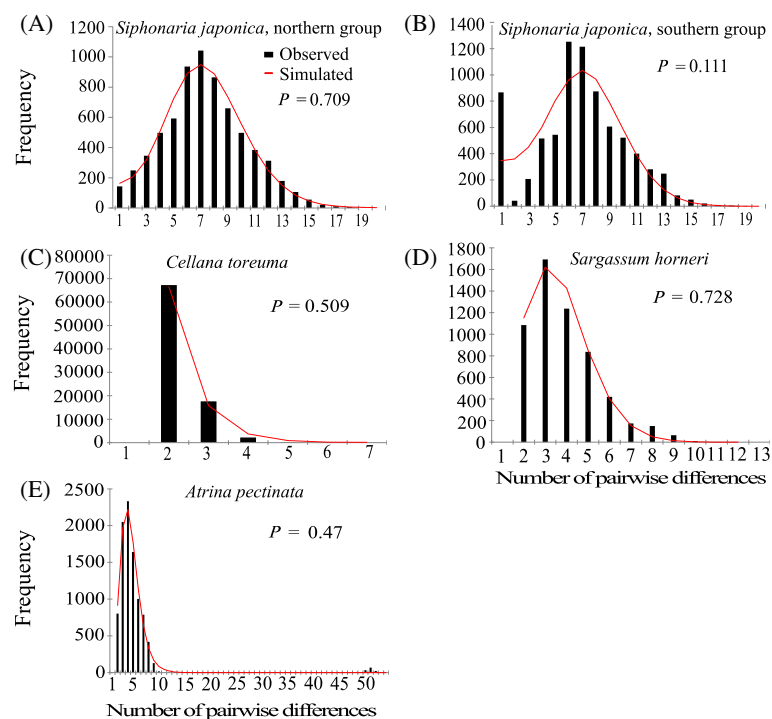 (A) Siphonaria japonica, northern group
1200
1000
800
600
400
200
0
Frequency
Observed
Simulated
P = 0.709
1 3 5 7 9 11 13 15 17 19
(B) Siphonaria japonica, southern group
1400
1200
1000
800
600
400
200
0
P = 0.111
1 3 5 7 9 11 13 15 17 19
(C) Cellana toreuma
80000
70000
60000
50000
40000
30000
20000
10000
0
Frequency
P = 0.509
1 2 3 4 5 6 7
(D) Sargassum horneri
1800
1600
1400
1200
1000
800
600
400
200
0
P = 0.728
1 2 3 4 5 6 7 8 9 10 11 12 13
Number of pairwise differences
(E) Atrina pectinata
2500
2000
1500
1000
500
0
Frequency
P = 0.47
1 5 10 15 20 25 30 35 40 45 50
Number of pairwise differences